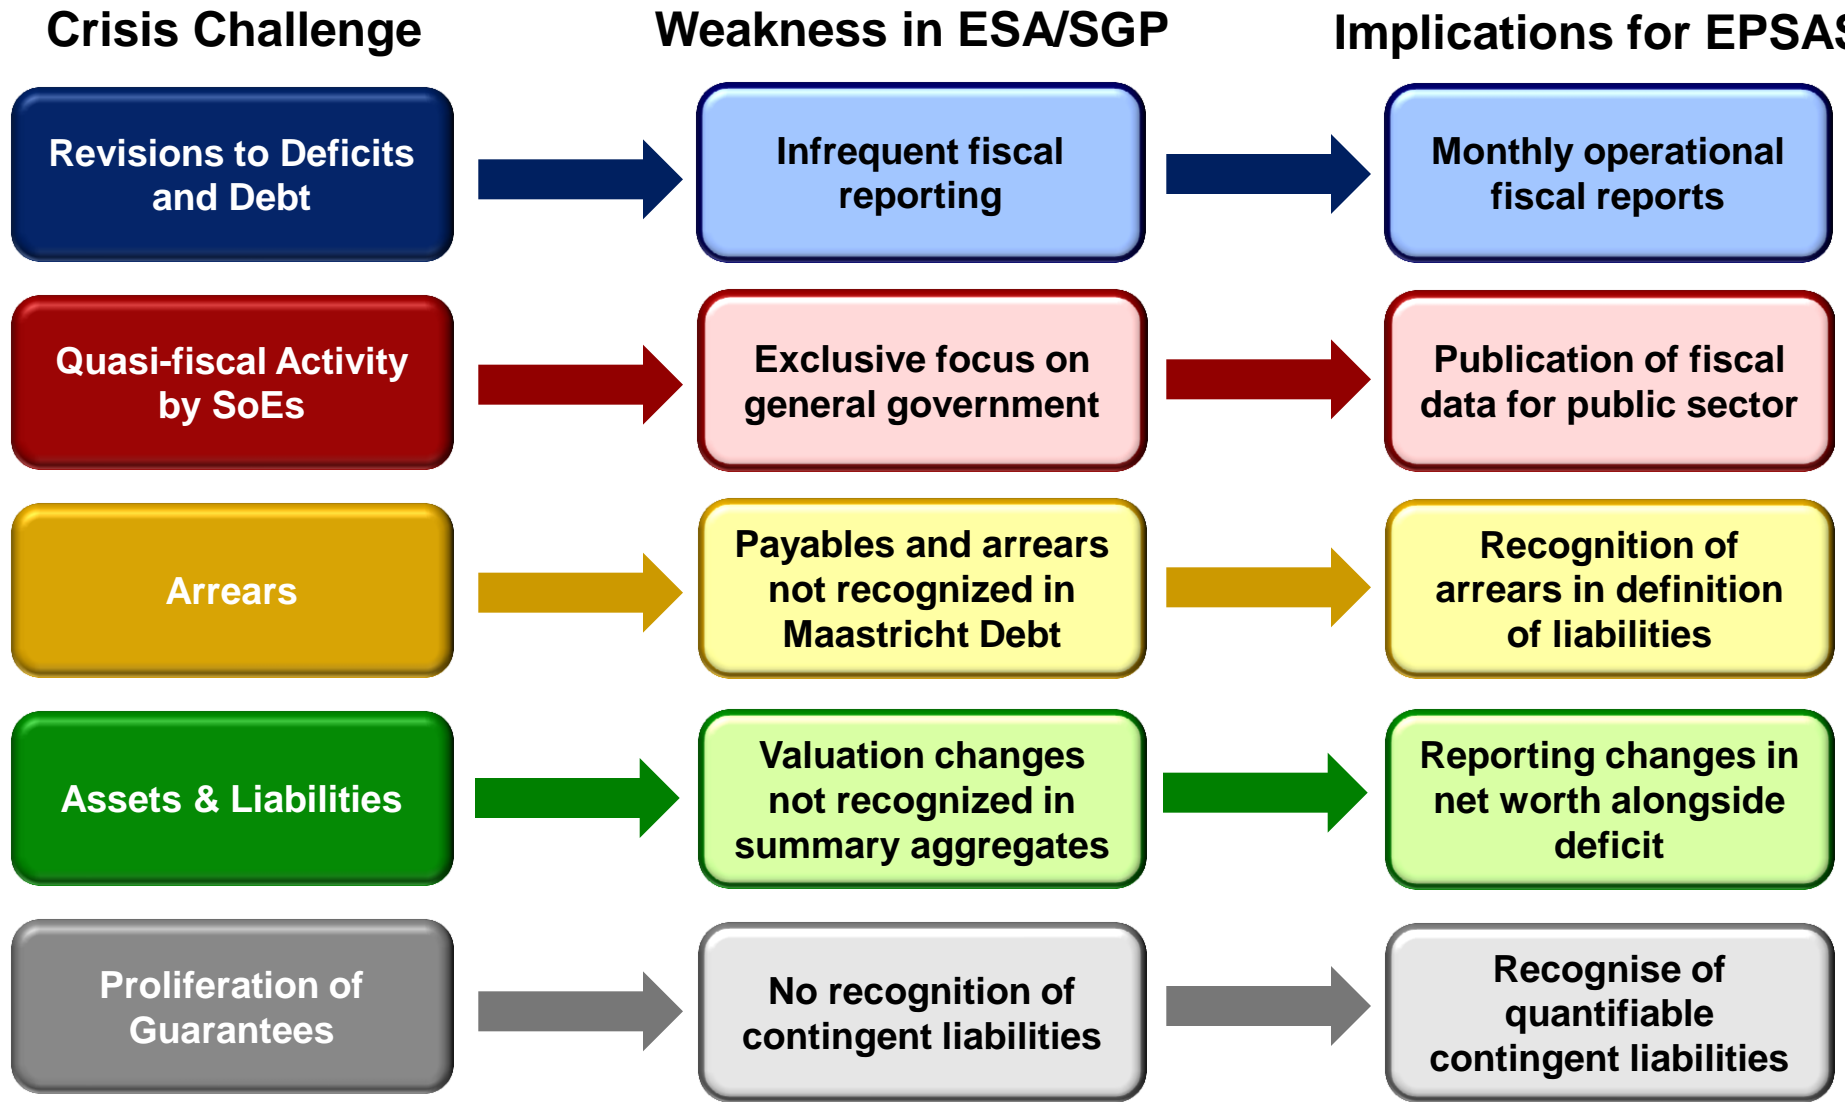 Crisis Challenge
Weakness in ESA/SGP
Implications for EPSAS
Revisions to Deficits
and Debt
Infrequent fiscal
reporting
Monthly operational
fiscal reports
Quasi-fiscal Activity
by SoEs
Exclusive focus on
general government
Publication of fiscal
data for public sector
Arrears
Payables and arrears
not recognized in
Maastricht Debt
Recognition of
arrears in definition
of liabilities
Assets & Liabilities
Valuation changes
not recognized in
summary aggregates
Reporting changes in
net worth alongside
deficit
Proliferation of
Guarantees
No recognition of
contingent liabilities
Recognise of
quantifiable
contingent liabilities